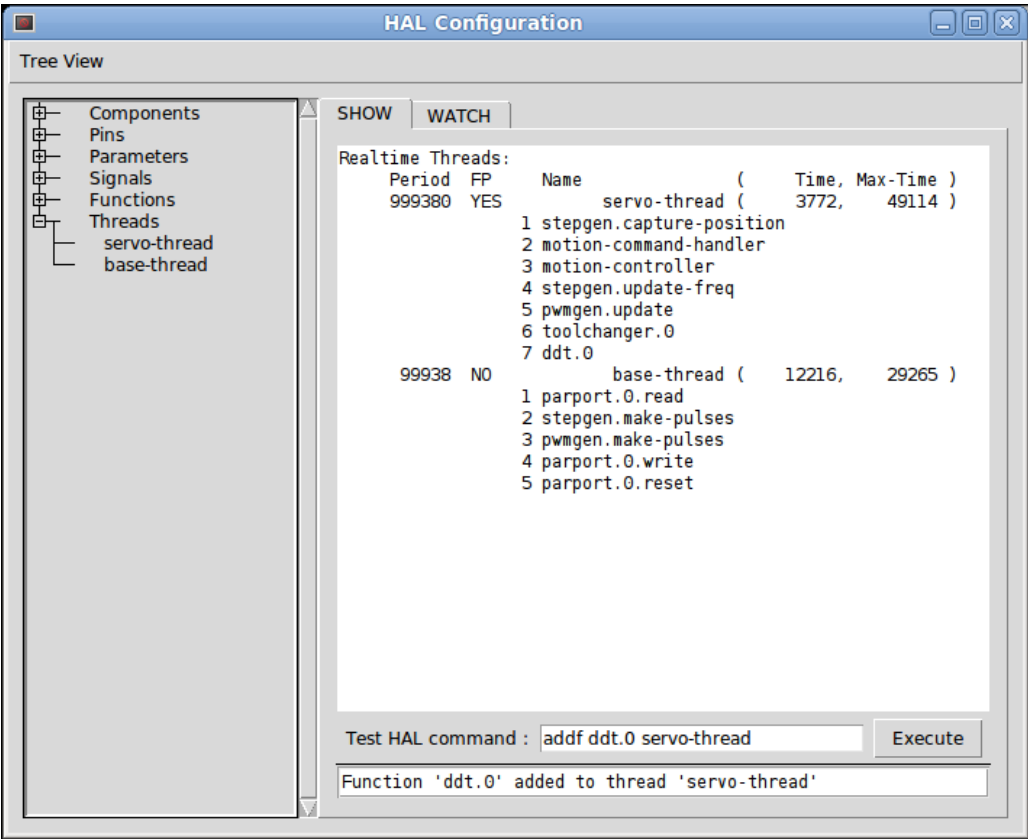 HAL Configuration
Tree View
Components
Pins
Parameters
Signals
Functions
Threads
servo-thread
base-thread
SHOW WATCH
Realtime Threads:
Period FP Name ( Time, Max-Time )
999380 YES servo-thread ( 3772, 49114 )
1 stepgen.capture-position
2 motion-command-handler
3 motion-controller
4 stepgen.update-freq
5 pwmgen.update
6 toolchanger.0
7 ddt.0
99938 NO base-thread ( 12216, 29265 )
1 parport.0.read
2 stepgen.make-pulses
3 pwmgen.make-pulses
4 parport.0.write
5 parport.0.reset
Test HAL command : addf ddt.0 servo-thread Execute
Function 'ddt.0' added to thread 'servo-thread'